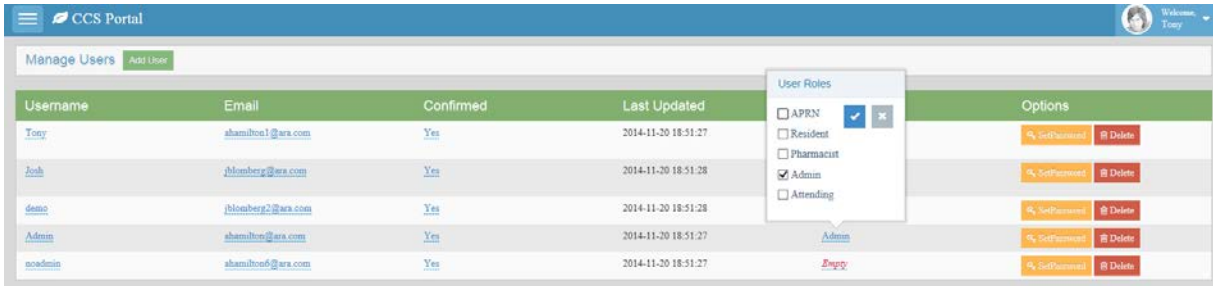 CCS Portal
Welcome,
Tony
Manage Users Add User
User Roles
APRN
Resident
Pharmacist
Admin
Attending
Username Email Confirmed Last Updated Options
Tony ahamilton1@ara.com Yes 2014-11-20 18:51:27 SetPassword Delete
Josh jblomberg@ara.com Yes 2014-11-20 18:51:28 SetPassword Delete
demo jblomberg2@ara.com Yes 2014-11-20 18:51:28 SetPassword Delete
Admin ahamilton@ara.com Yes 2014-11-20 18:51:27 Admin SetPassword Delete
noadmin ahamilton6@ara.com Yes 2014-11-20 18:51:27 Empty SetPassword Delete